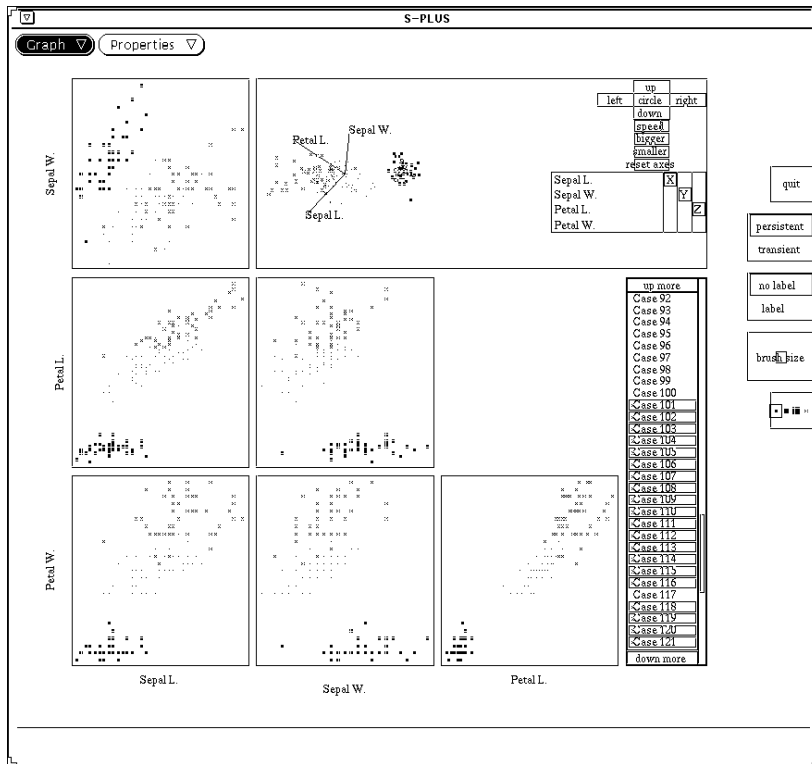 S-PLUS
Graph
Properties
up
left circle right
down
speed
bigger
smaller
reset axes
Sepal L. X
Sepal W. Y
Petal L. Z
Petal W.
Petal L.
Sepal W.
Sepal L.
Sepal W.
quit
persistent
transient
no label
label
brush size
Petal L.
up more
Case 92
Case 93
Case 94
Case 95
Case 96
Case 97
Case 98
Case 99
Case 100
Case 101
Case 102
Case 103
Case 104
Case 105
Case 106
Case 107
Case 108
Case 109
Case 110
Case 111
Case 112
Case 113
Case 114
Case 115
Case 116
Case 117
Case 118
Case 119
Case 120
Case 121
down more
Petal W.
Sepal L.
Sepal W.
Petal L.